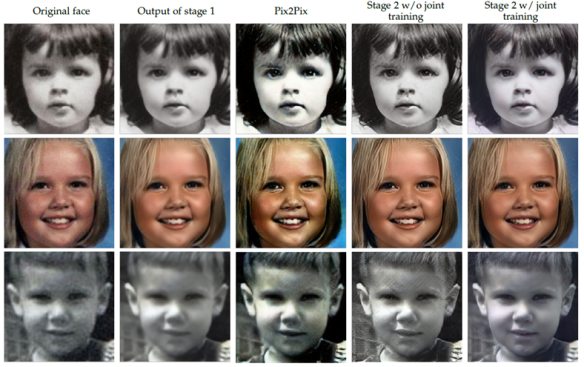 Original face
Output of stage 1
Pix2Pix
Stage 2 w/o joint
training
Stage 2 w/ joint
training